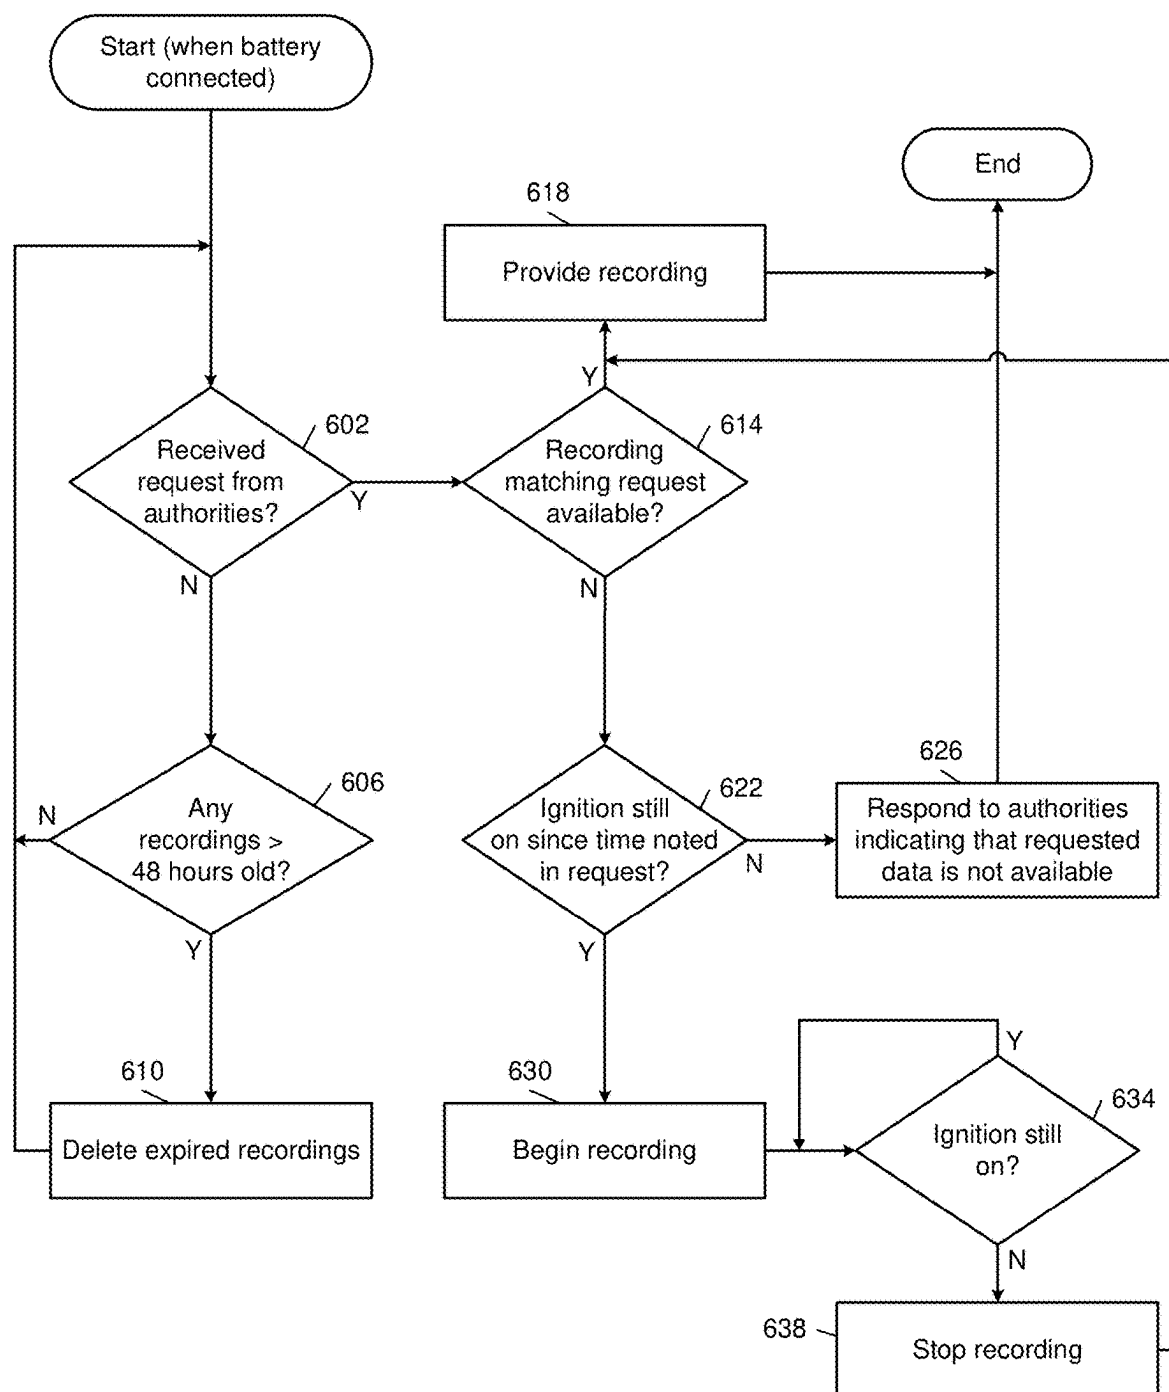 Start (when battery
connected)
End
618
Provide recording
Y
602
Received
request from
authorities?
Y
N
614
Recording
matching request
available?
N
606
Any
recordings >
48 hours old?
N
Y
622
Ignition still
on since time noted
in request?
N
Y
626
Respond to authorities
indicating that requested
data is not available
610
Delete expired recordings
630
Begin recording
Y
634
Ignition still
on?
N
638
Stop recording